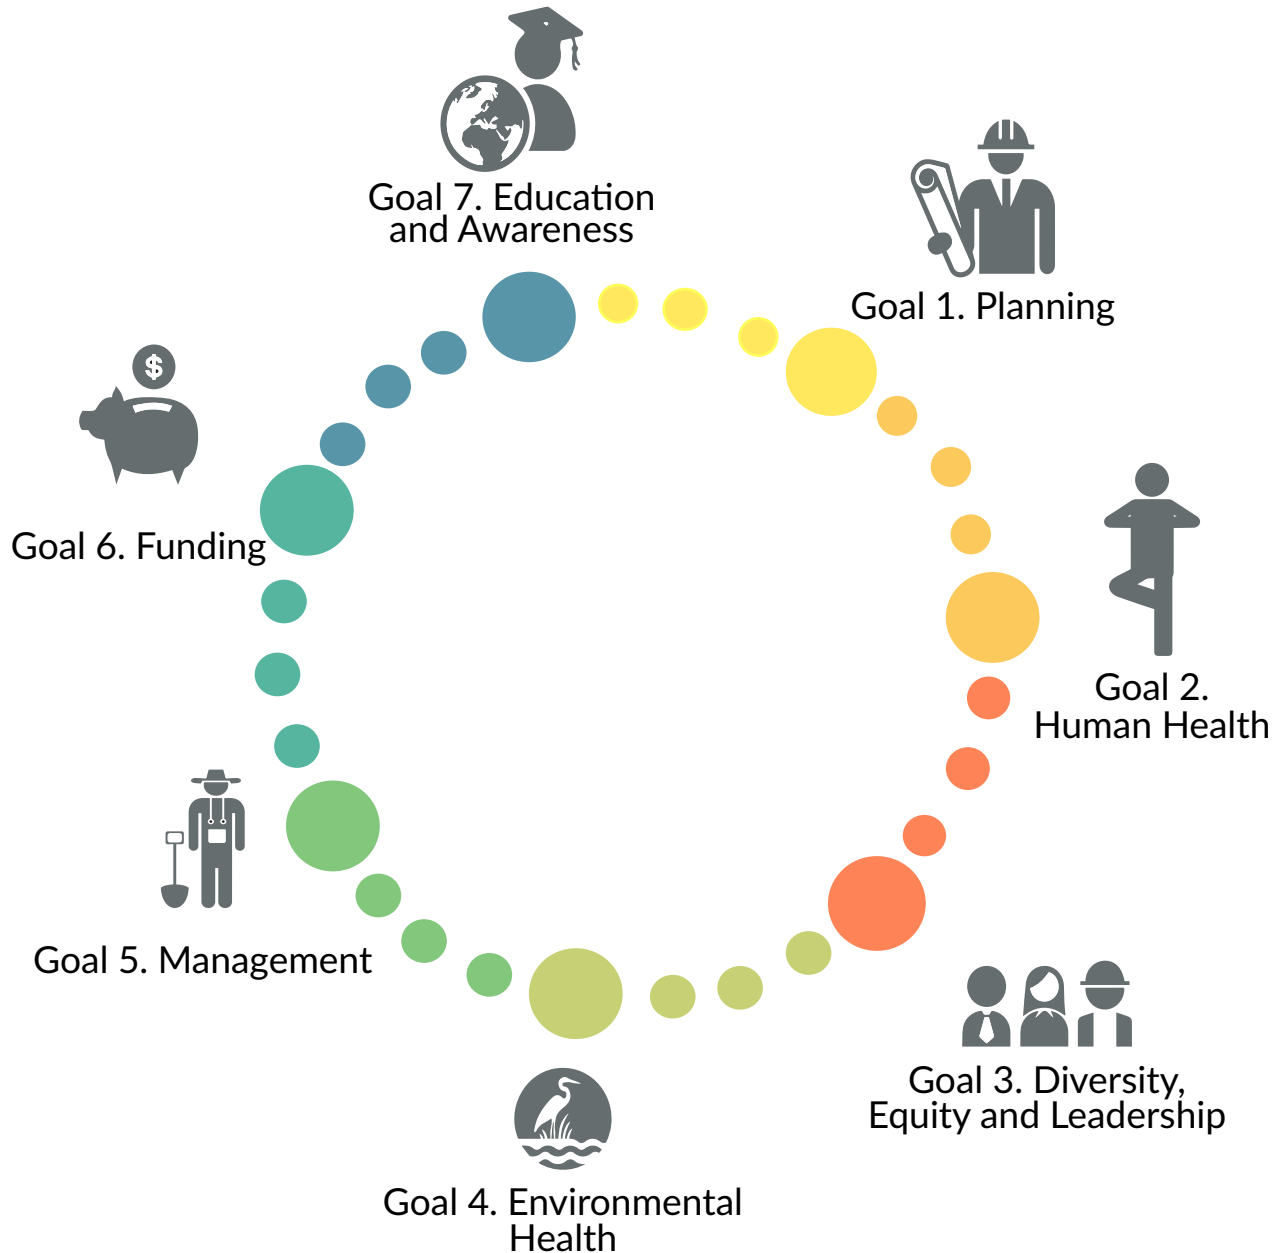 Goal 7. Education
and Awareness
Goal 1. Planning
$
Goal 6. Funding
Goal 2.
Human Health
Goal 5. Management
Goal 3. Diversity,
Equity and Leadership
Goal 4. Environmental
Health